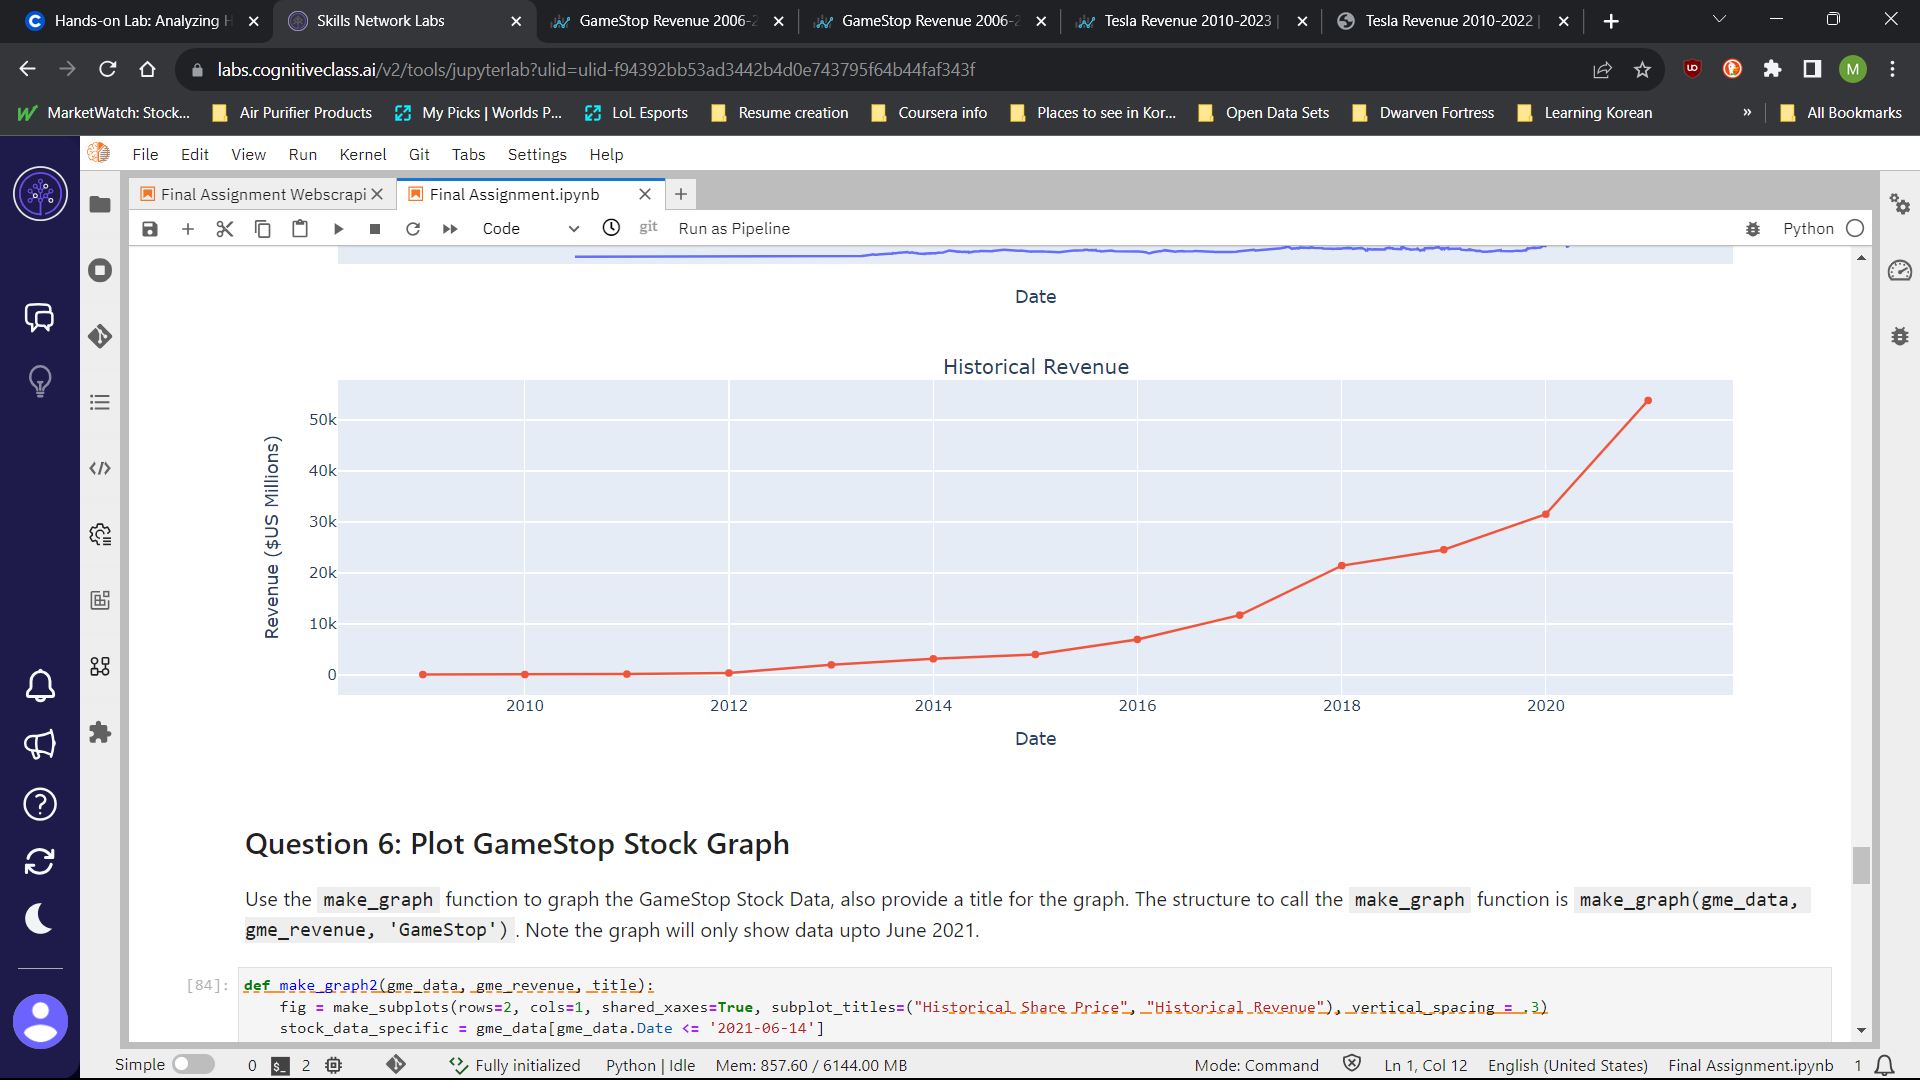 Hands-on Lab: Analyzing H
Skills Network Labs
GameStop Revenue 2006-2
GameStop Revenue 2006-2
Tesla Revenue 2010-2023 |
Tesla Revenue 2010-2022 |
labs.cognitiveclass.ai/v2/tools/jupyterlab?ulid=ulid-f94392bb53ad3442b4d0e743795f64b44faf343f
M
MarketWatch: Stock...
Air Purifier Products
My Picks | Worlds P...
LoL Esports
Resume creation
Coursera info
Places to see in Kor...
Open Data Sets
Dwarven Fortress
Learning Korean
»
All Bookmarks
File Edit View Run Kernel Git Tabs Settings Help
Final Assignment Webscrapi
Final Assignment.ipynb
Code
git
Run as Pipeline
Python
Date
Historical Revenue
Revenue ($US Millions)
50k
40k
30k
20k
10k
0
2010 2012 2014 2016 2018 2020
Date
Question 6: Plot GameStop Stock Graph
Use the make_graph function to graph the GameStop Stock Data, also provide a title for the graph. The structure to call the make_graph function is make_graph(gme_data,
gme_revenue, 'GameStop'). Note the graph will only show data upto June 2021.
[84]:
def make_graph2(gme_data, gme_revenue, title):
fig = make_subplots(rows=2, cols=1, shared_xaxes=True, subplot_titles=("Historical Share Price", "Historical Revenue"), vertical_spacing = .3)
stock_data_specific = gme_data[gme_data.Date <= '2021-06-14']
Simple
0
2
Fully initialized
Python | Idle
Mem: 857.60 / 6144.00 MB
Mode: Command
Ln 1, Col 12
English (United States)
Final Assignment.ipynb
1